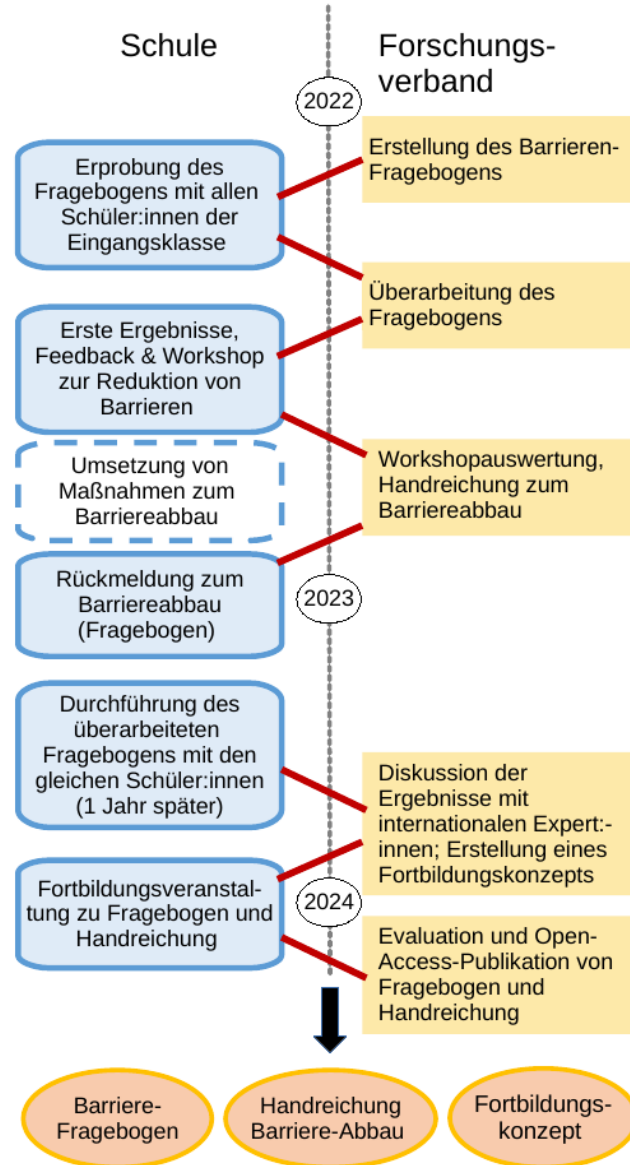 Schule
Forschungs-
verband
2022
Erstellung des Barrieren-
Fragebogens
Erprobung des
Fragebogens mit allen
Schüler:innen der
Eingangsklasse
Überarbeitung des
Fragebogens
Erste Ergebnisse,
Feedback & Workshop
zur Reduktion von
Barrieren
Workshopauswertung,
Handreichung zum
Barriereabbau
Umsetzung von
Maßnahmen zum
Barriereabbau
Rückmeldung zum
Barriereabbau
(Fragebogen)
2023
Durchführung des
überarbeiteten
Fragebogens mit den
gleichen Schüler:innen
(1 Jahr später)
Diskussion der
Ergebnisse mit
internationalen Expert:-
innen; Erstellung eines
Fortbildungskonzepts
Fortbildungsveranstal-
tung zu Fragebogen und
Handreichung
2024
Evaluation und Open-
Access-Publikation von
Fragebogen und
Handreichung
Barriere-
Fragebogen
Handreichung
Barriere-Abbau
Fortbildungs-
konzept